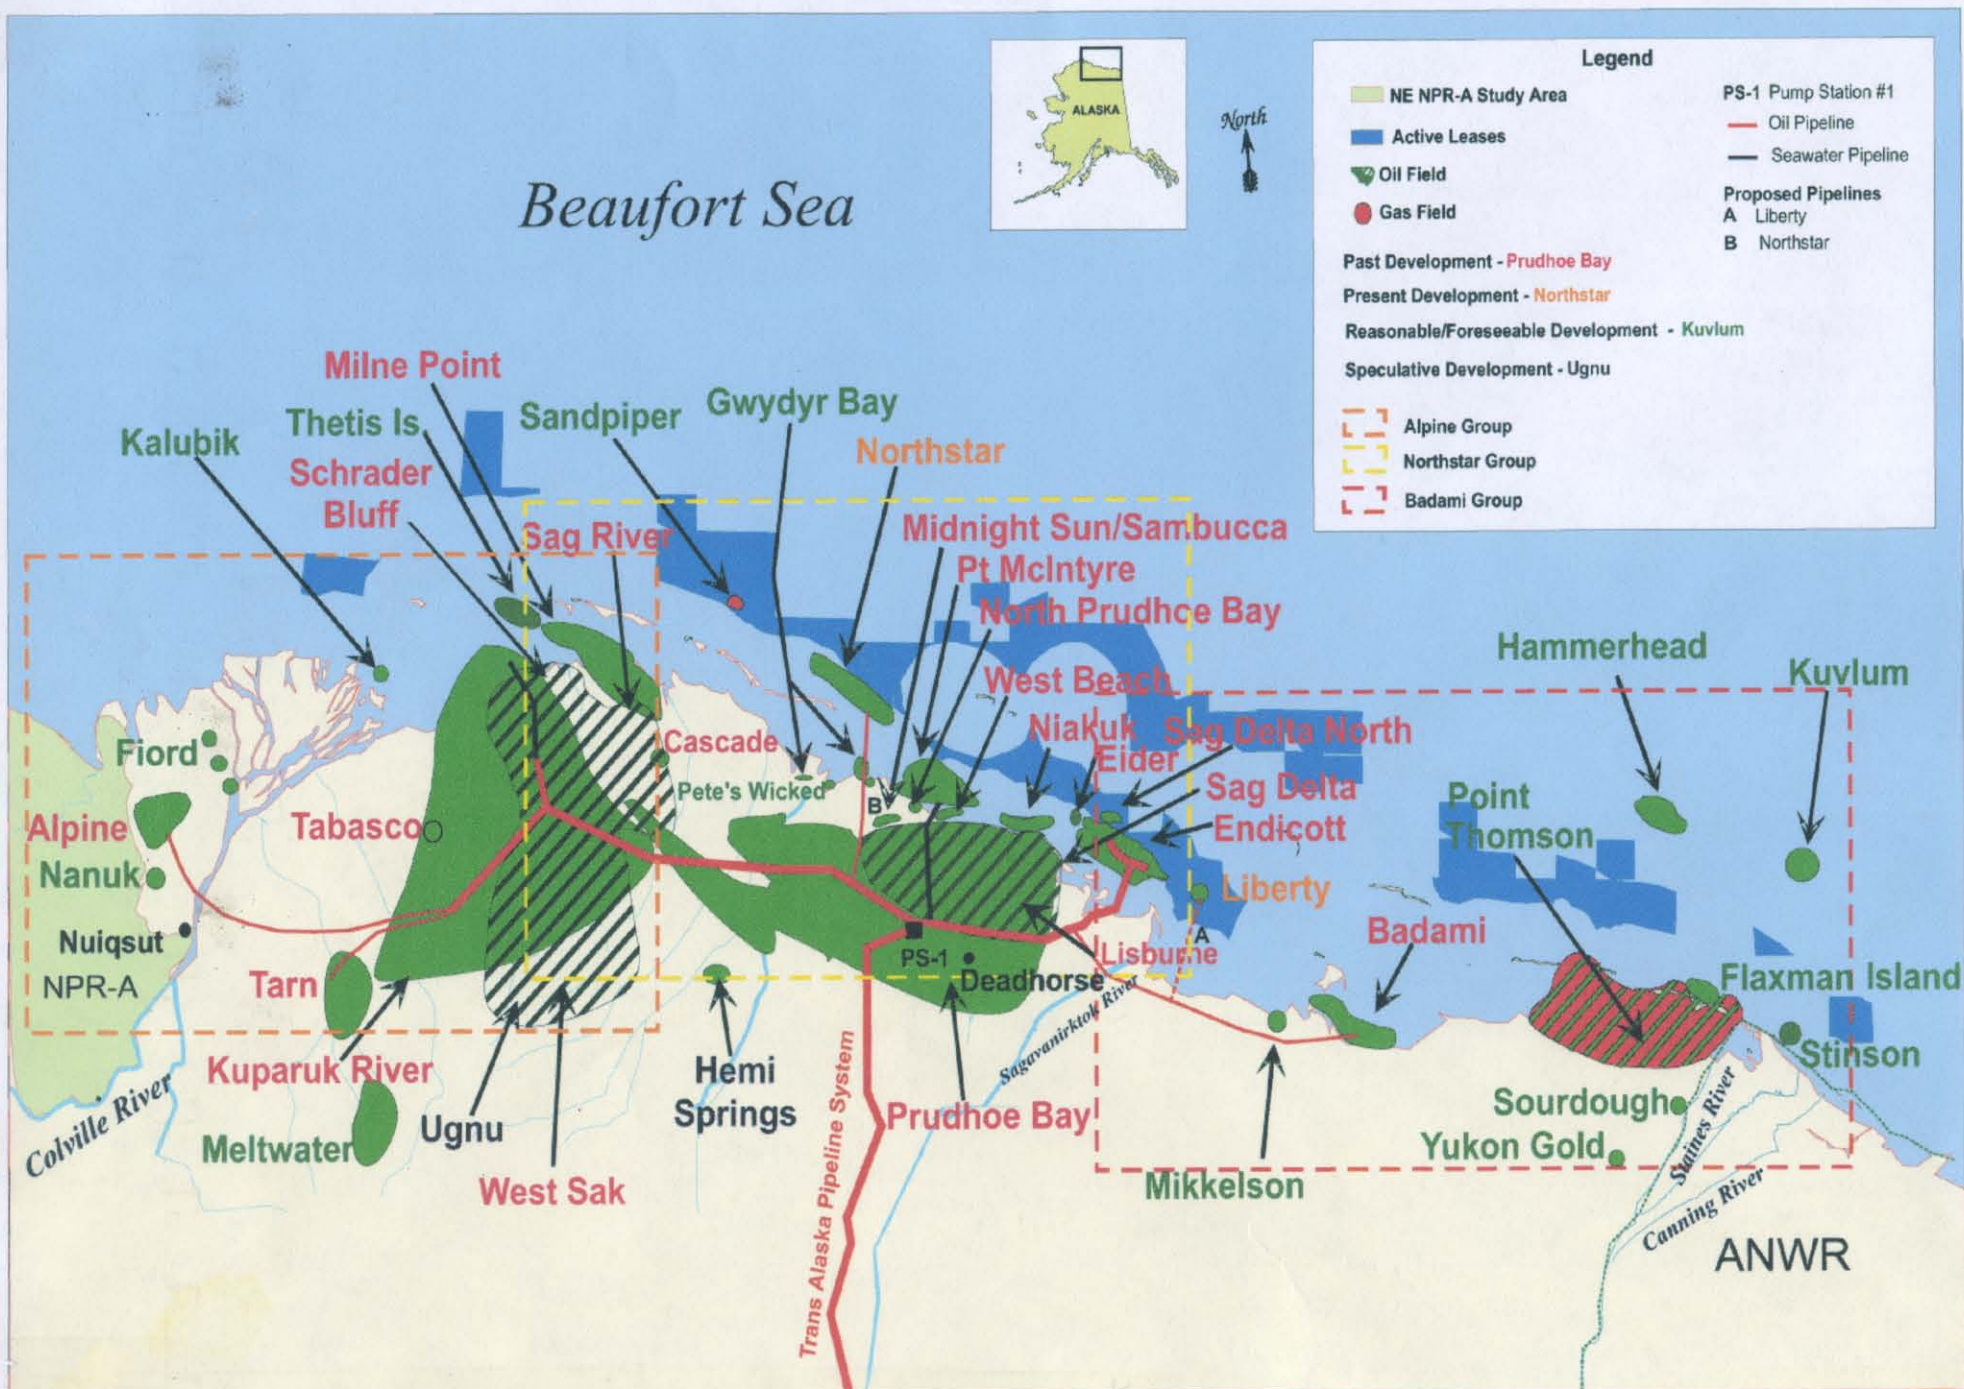 Legend
NE NPR-A Study Area
Active Leases
Oil Field
Gas Field
PS-1 Pump Station #1
Oil Pipeline
Seawater Pipeline
Proposed Pipelines
A Liberty
B Northstar
Past Development - Prudhoe Bay
Present Development - Northstar
Reasonable/Foreseeable Development - Kuvlum
Speculative Development - Ugnu
Alpine Group
Northstar Group
Badami Group
ALASKA
North
Beaufort Sea
Milne Point
Thetis Is.
Sandpiper
Gwydyr Bay
Kalubik
Schrader
Bluff
Northstar
Sag River
Midnight Sun/Sambucca
Pt McIntyre
North Prudhoe Bay
Hammerhead
Kuvlum
West Beach
Niakuk
Sag Delta North
Eider
Cascade
Fiord
Pete's Wicked
B
Sag Delta
Endicott
Point
Thomson
Alpine
Tabasco
Nanuk
Liberty
Nuiqsut
A
Badami
NPR-A
Tarn
PS-1
Lisburne
Deadhorse
Flaxman Island
Sagavanirktok River
Kuparuk River
Hemi
Springs
Stinson
Colville River
Ugnu
Meltwater
Prudhoe Bay
Sourdough
Yukon Gold
Staines River
West Sak
Mikkelson
Canning River
Trans Alaska Pipeline System
ANWR